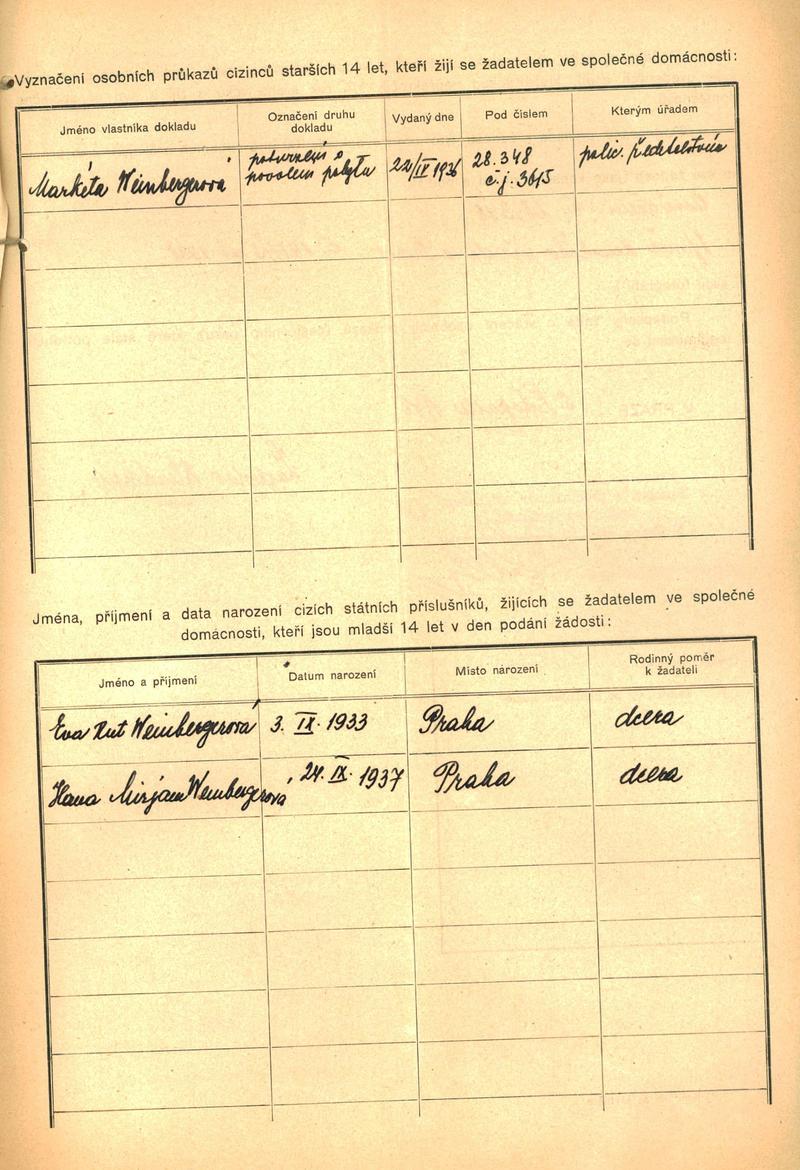 Vyznačení osobních průkazů cizinců starších 14 let, kteří žijí se žadatelem ve společné domácnosti:
Jméno vlastníka dokladu
Označení druhu
dokladu
Vydaný dne
Pod číslem
Kterým úřadem
Markéta Weinbergerová
potvrzení o
povolení pobytu
22/IX 1936
28.348
č.j. 3615
polic. ředitelstvím
Jména, příjmení a data narození cizích státních příslušníků, žijících se žadatelem ve společné
domácnosti, kteří jsou mladší 14 let v den podání žádosti:
Jméno a příjmení
Datum narození
Místo narození
Rodinný poměr
k žadateli
Eva Rut Weinbergerová 3. IX. 1933 Praha dcera
Hana Mirjam Weinbergerová 24. IX. 1937 Praha dcera